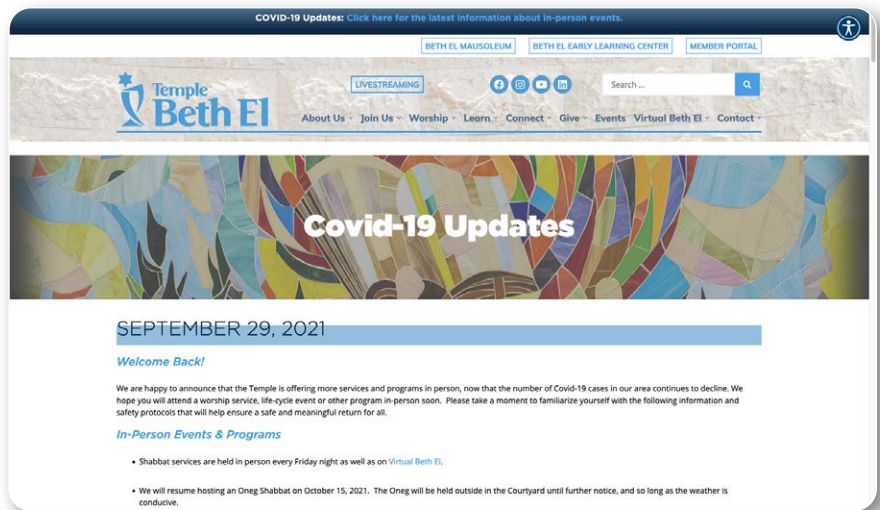 COVID-19 Updates: Click here for the latest information about in-person events.
BETH EL MAUSOLEUM BETH EL EARLY LEARNING CENTER MEMBER PORTAL
LIVESTREAMING Search ...
Temple
Beth El
About Us Join Us Worship Learn Connect Give Events Virtual Beth El Contact
Covid-19 Updates
SEPTEMBER 29, 2021
Welcome Back!
We are happy to announce that the Temple is offering more services and programs in person, now that the number of Covid-19 cases in our area continues to decline. We
hope you will attend a worship service, life-cycle event or other program in-person soon. Please take a moment to familiarize yourself with the following information and
safety protocols that will help ensure a safe and meaningful return for all.
In-Person Events & Programs
• Shabbat services are held in person every Friday night as well as on Virtual Beth El.
• We will resume hosting an Oneg Shabbat on October 15, 2021. The Oneg will be held outside in the Courtyard until further notice, and so long as the weather is
conducive.